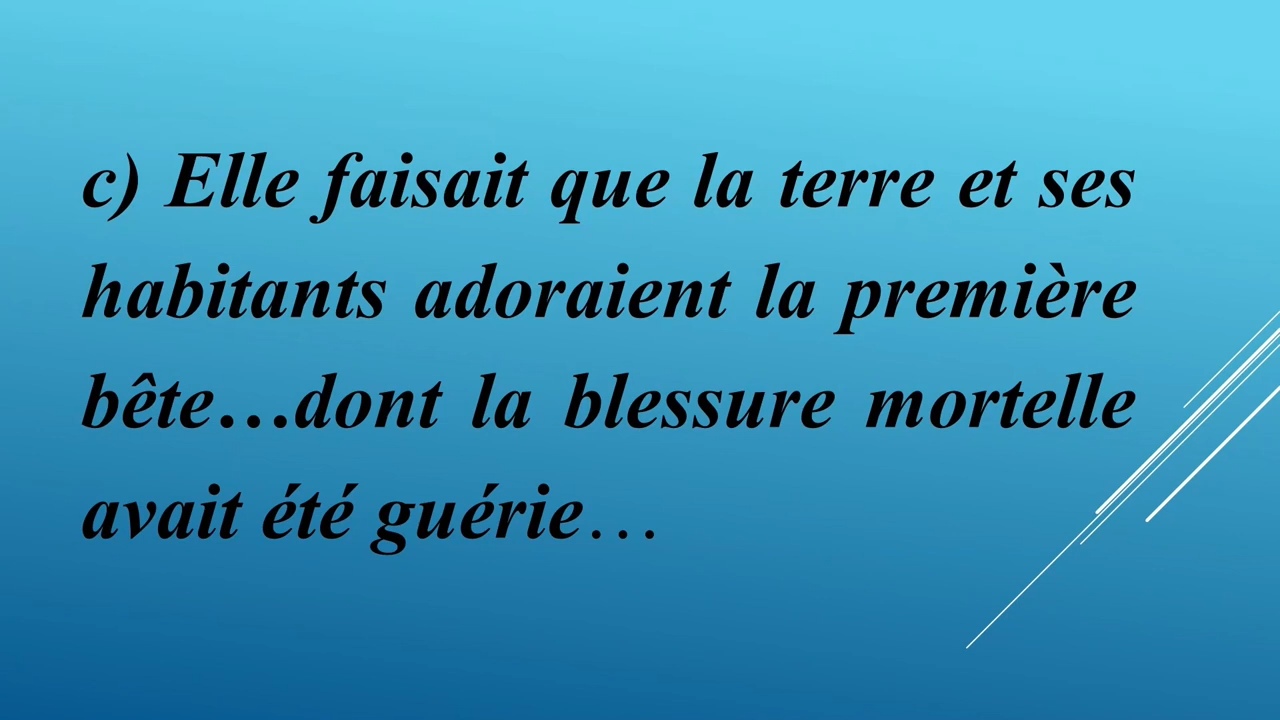 c) Elle faisait que la terre et ses
habitants adoraient la première
bête…dont la blessure mortelle
avait été guérie…